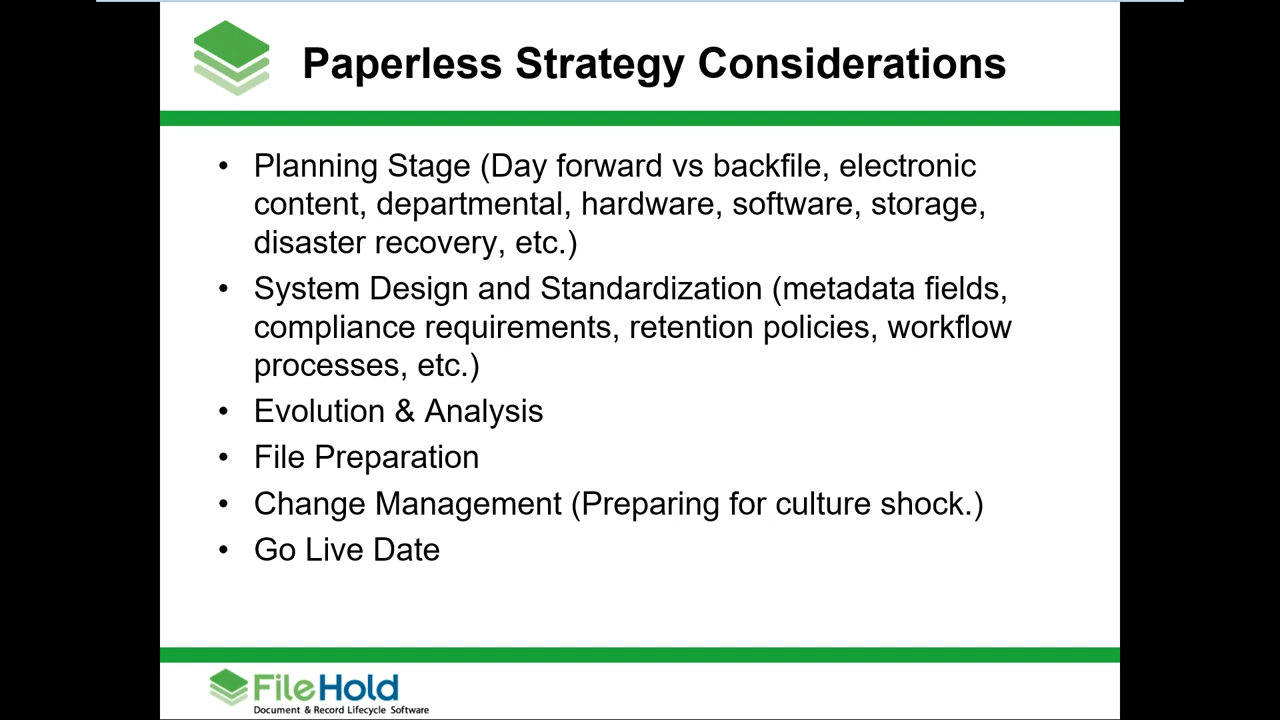 Paperless Strategy Considerations
• Planning Stage (Day forward vs backfile, electronic
content, departmental, hardware, software, storage,
disaster recovery, etc.)
• System Design and Standardization (metadata fields,
compliance requirements, retention policies, workflow
processes, etc.)
• Evolution & Analysis
• File Preparation
• Change Management (Preparing for culture shock.)
• Go Live Date
FileHold
Document & Record Lifecycle Software